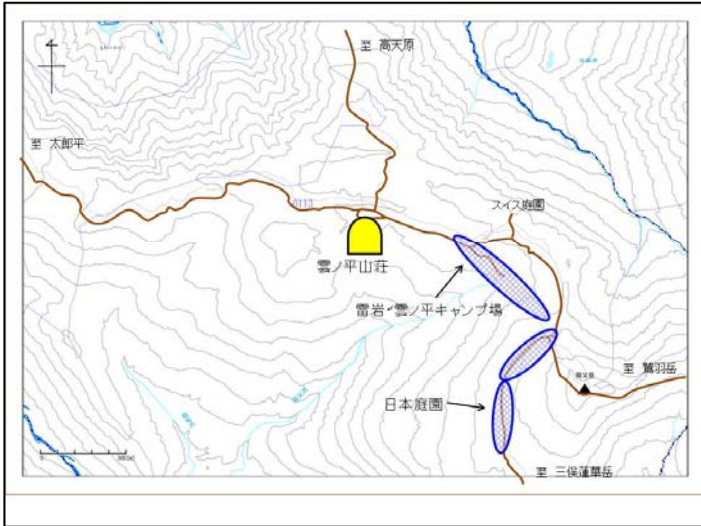 至 高天原
至 太郎平
スイス庭園
0113
雲ノ平山荘
雷岩・雲ノ平キャンプ場
至 鷲羽岳
日本庭園
至 三俣蓮華岳